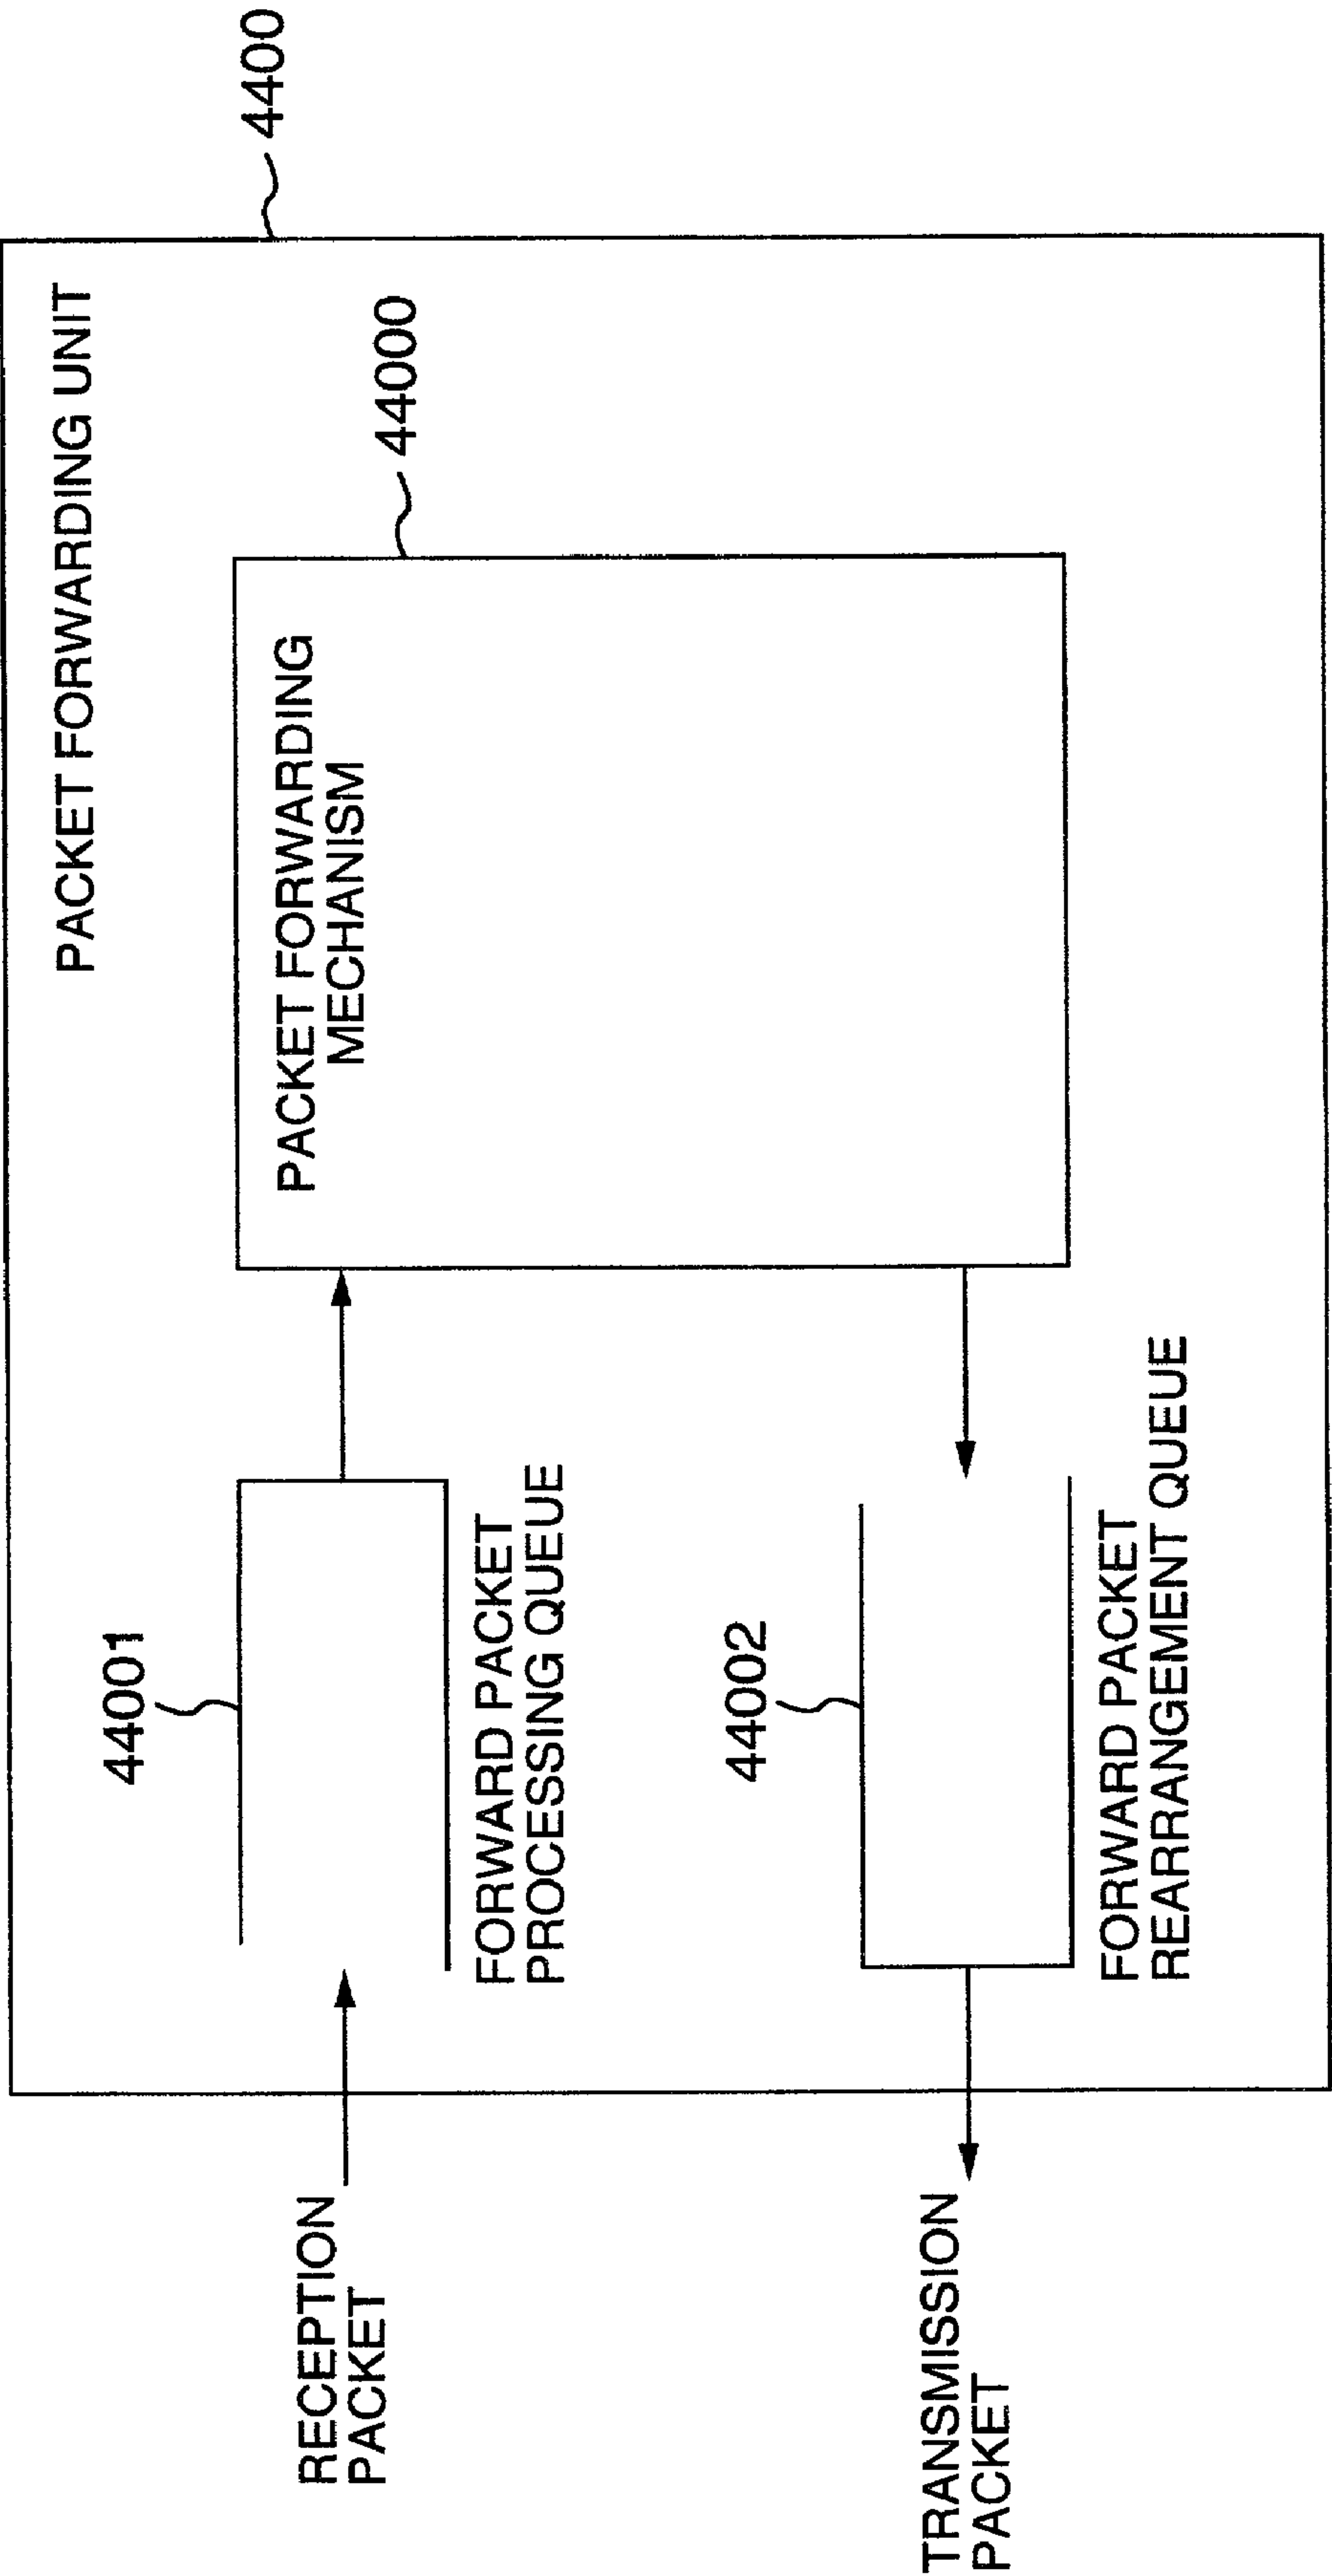 4400
PACKET FORWARDING UNIT
44000
PACKET FORWARDING
MECHANISM
44001
FORWARD PACKET
PROCESSING QUEUE
44002
FORWARD PACKET
REARRANGEMENT QUEUE
RECEPTION
PACKET
TRANSMISSION
PACKET